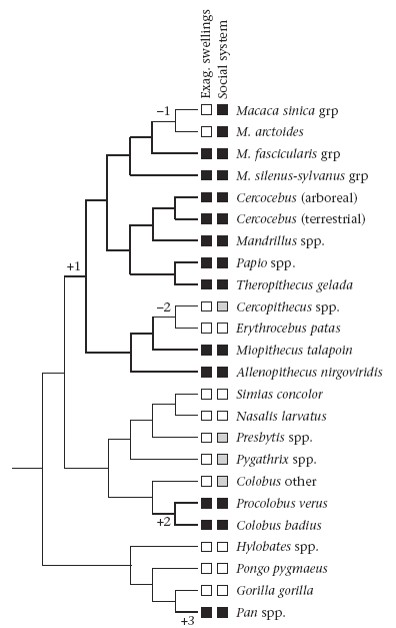 Exag. swellings
Social system
−1
Macaca sinica grp
M. arctoides
M. fascicularis grp
M. silenus-sylvanus grp
Cercocebus (arboreal)
Cercocebus (terrestrial)
Mandrillus spp.
+1
Papio spp.
Theropithecus gelada
−2
Cercopithecus spp.
Erythrocebus patas
Miopithecus talapoin
Allenopithecus nirgoviridis
Simias concolor
Nasalis larvatus
Presbytis spp.
Pygathrix spp.
Colobus other
Procolobus verus
+2
Colobus badius
Hylobates spp.
Pongo pygmaeus
Gorilla gorilla
+3
Pan spp.